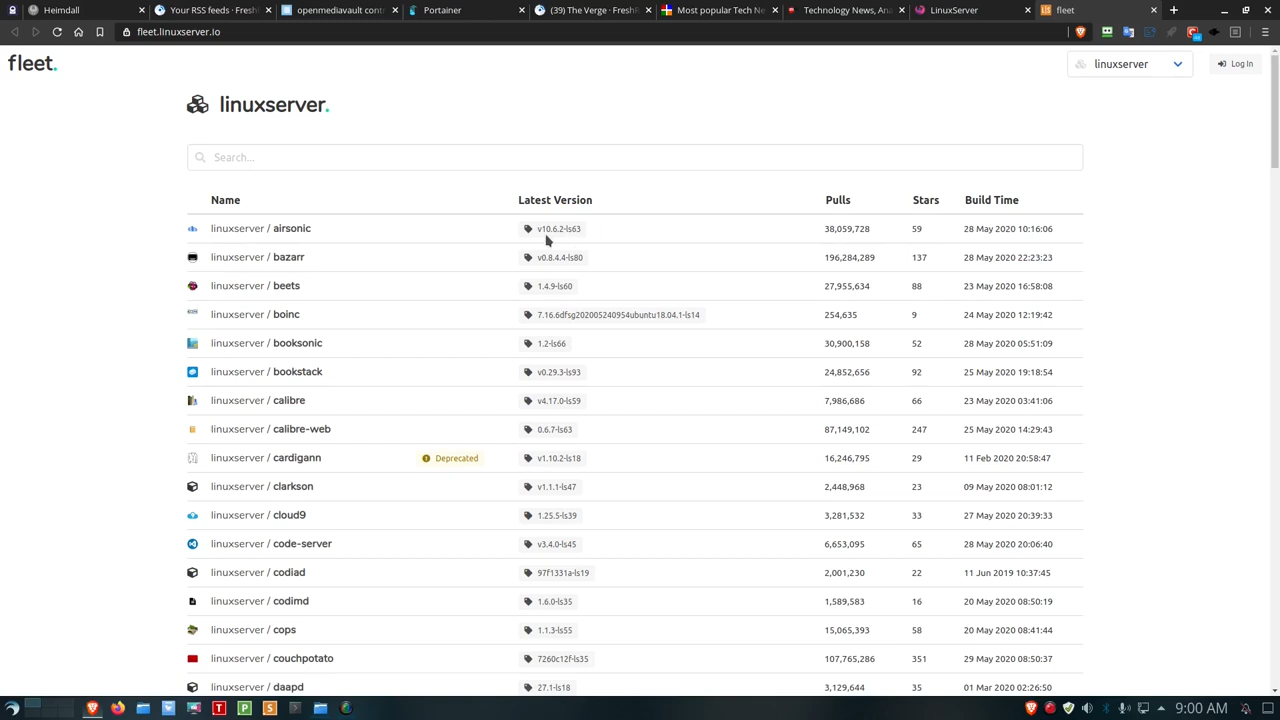 Heimdall
Your RSS feeds · FreshR
openmediavault contr
Portainer
(39) The Verge · FreshR
Most popular Tech Ne
Technology News, Ana
LinuxServer
fleet
fleet.linuxserver.io
fleet.
linuxserver
Log In
linuxserver.
Search...
Name Latest Version Pulls Stars Build Time
linuxserver / airsonic v10.6.2-ls63 38,059,728 59 28 May 2020 10:16:06
linuxserver / bazarr v0.8.4.4-ls80 196,284,289 137 28 May 2020 22:23:23
linuxserver / beets 1.4.9-ls60 27,955,634 88 23 May 2020 16:58:08
linuxserver / boinc 7.16.6dfsg202005240954ubuntu18.04.1-ls14 254,635 9 24 May 2020 12:19:42
linuxserver / booksonic 1.2-ls66 30,900,158 52 28 May 2020 05:51:09
linuxserver / bookstack v0.29.3-ls93 24,852,656 92 25 May 2020 19:18:54
linuxserver / calibre v4.17.0-ls59 7,986,686 66 23 May 2020 03:41:06
linuxserver / calibre-web 0.6.7-ls63 87,149,102 247 25 May 2020 14:29:43
linuxserver / cardigann Deprecated v1.10.2-ls18 16,246,795 29 11 Feb 2020 20:58:47
linuxserver / clarkson v1.1.1-ls47 2,448,968 23 09 May 2020 08:01:12
linuxserver / cloud9 1.25.5-ls39 3,281,532 33 27 May 2020 20:39:33
linuxserver / code-server v3.4.0-ls45 6,653,095 65 28 May 2020 20:06:40
linuxserver / codiad 97f1331a-ls19 2,001,230 22 11 Jun 2019 10:37:45
linuxserver / codimd 1.6.0-ls35 1,589,583 16 20 May 2020 08:50:19
linuxserver / cops 1.1.3-ls55 15,065,393 58 20 May 2020 08:41:44
linuxserver / couchpotato 7260c12f-ls35 107,765,286 351 29 May 2020 08:50:37
linuxserver / daapd 27.1-ls18 3,129,644 35 01 Mar 2020 02:26:50
9:00 AM